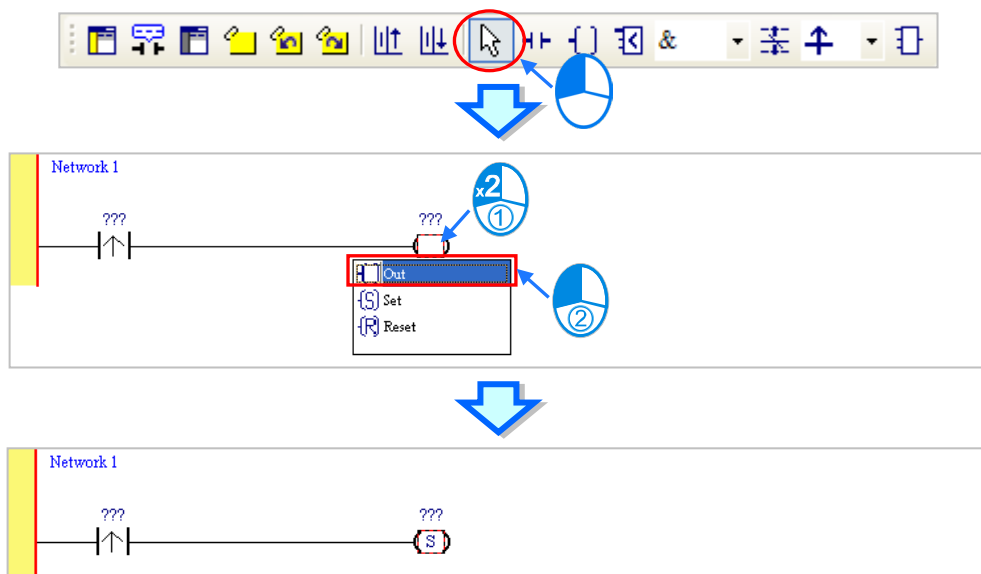 &
Network 1
x2
??? ???
①
Out
S Set
R Reset
②
Network 1
??? ???
S